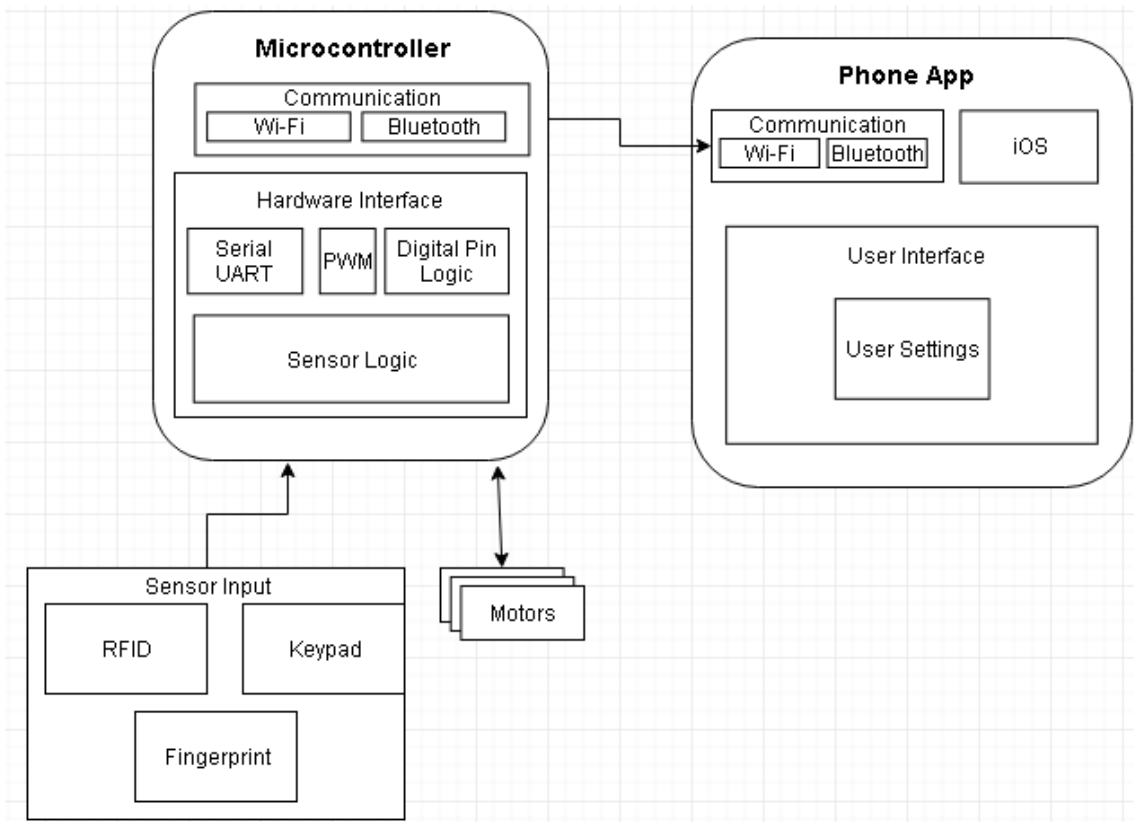 Microcontroller
Communication
Wi-Fi
Bluetooth
Hardware Interface
Serial
UART
PWM
Digital Pin
Logic
Sensor Logic
Phone App
Communication
Wi-Fi
Bluetooth
iOS
User Interface
User Settings
Sensor Input
RFID
Keypad
Fingerprint
Motors